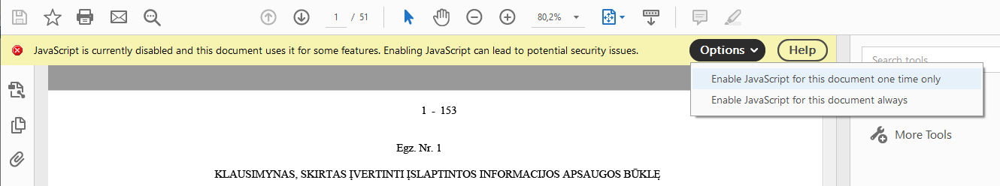 1 / 51 80,2%
JavaScript is currently disabled and this document uses it for some features. Enabling JavaScript can lead to potential security issues. Options Help
Search tools
Enable JavaScript for this document one time only
Enable JavaScript for this document always
1 - 153
More Tools
Egz. Nr. 1
KLAUSIMYNAS, SKIRTAS ĮVERTINTI ĮSLAPTINTOS INFORMACIJOS APSAUGOS BŪKLĘ